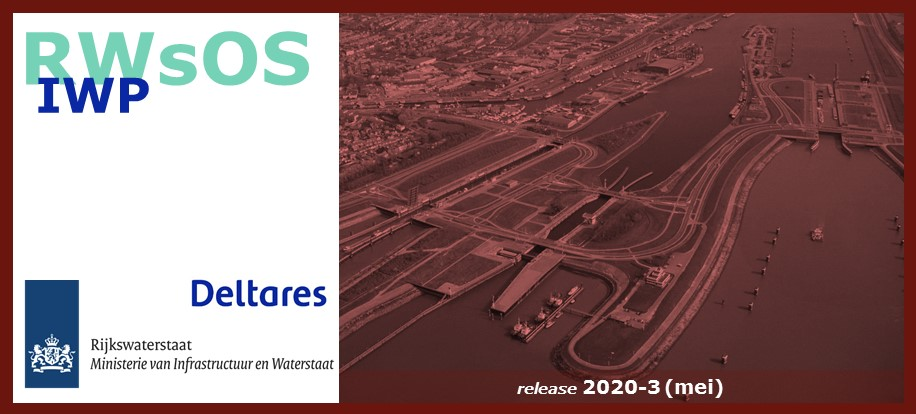 RWsOS
IWP
Deltares
Rijkswaterstaat
Ministerie van Infrastructuur en Waterstaat
release 2020-3 (mei)